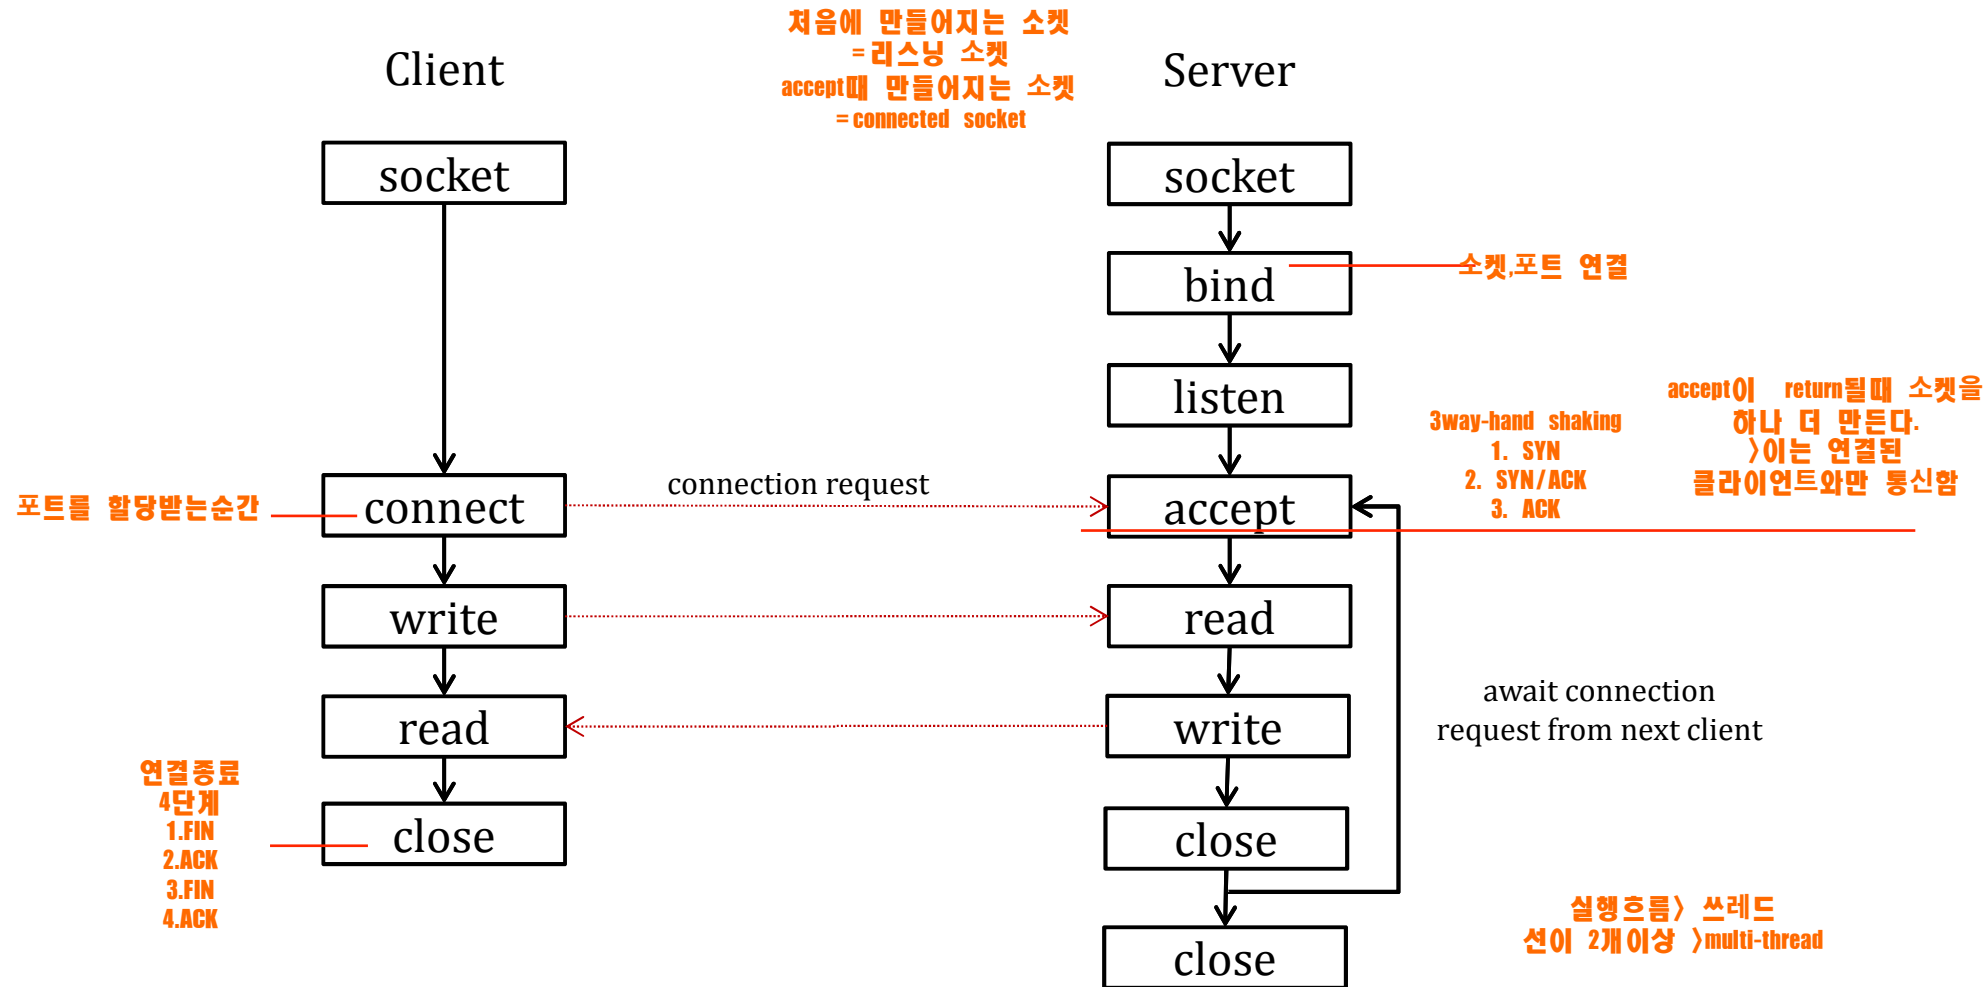 처음에 만들어지는 소켓
=리스닝 소켓
accept때 만들어지는 소켓
=connected socket
Client
Server
socket
socket
bind
소켓,포트 연결
listen
accept이 return될때 소켓을
하나 더 만든다.
>이는 연결된
클라이언트와만 통신함
3way-hand shaking
1. SYN
2. SYN/ACK
3. ACK
포트를 할당받는순간
connect
connection request
accept
write
read
read
write
await connection
request from next client
연결종료
4단계
1.FIN
2.ACK
3.FIN
4.ACK
close
close
실행흐름> 쓰레드
선이 2개이상 >multi-thread
close